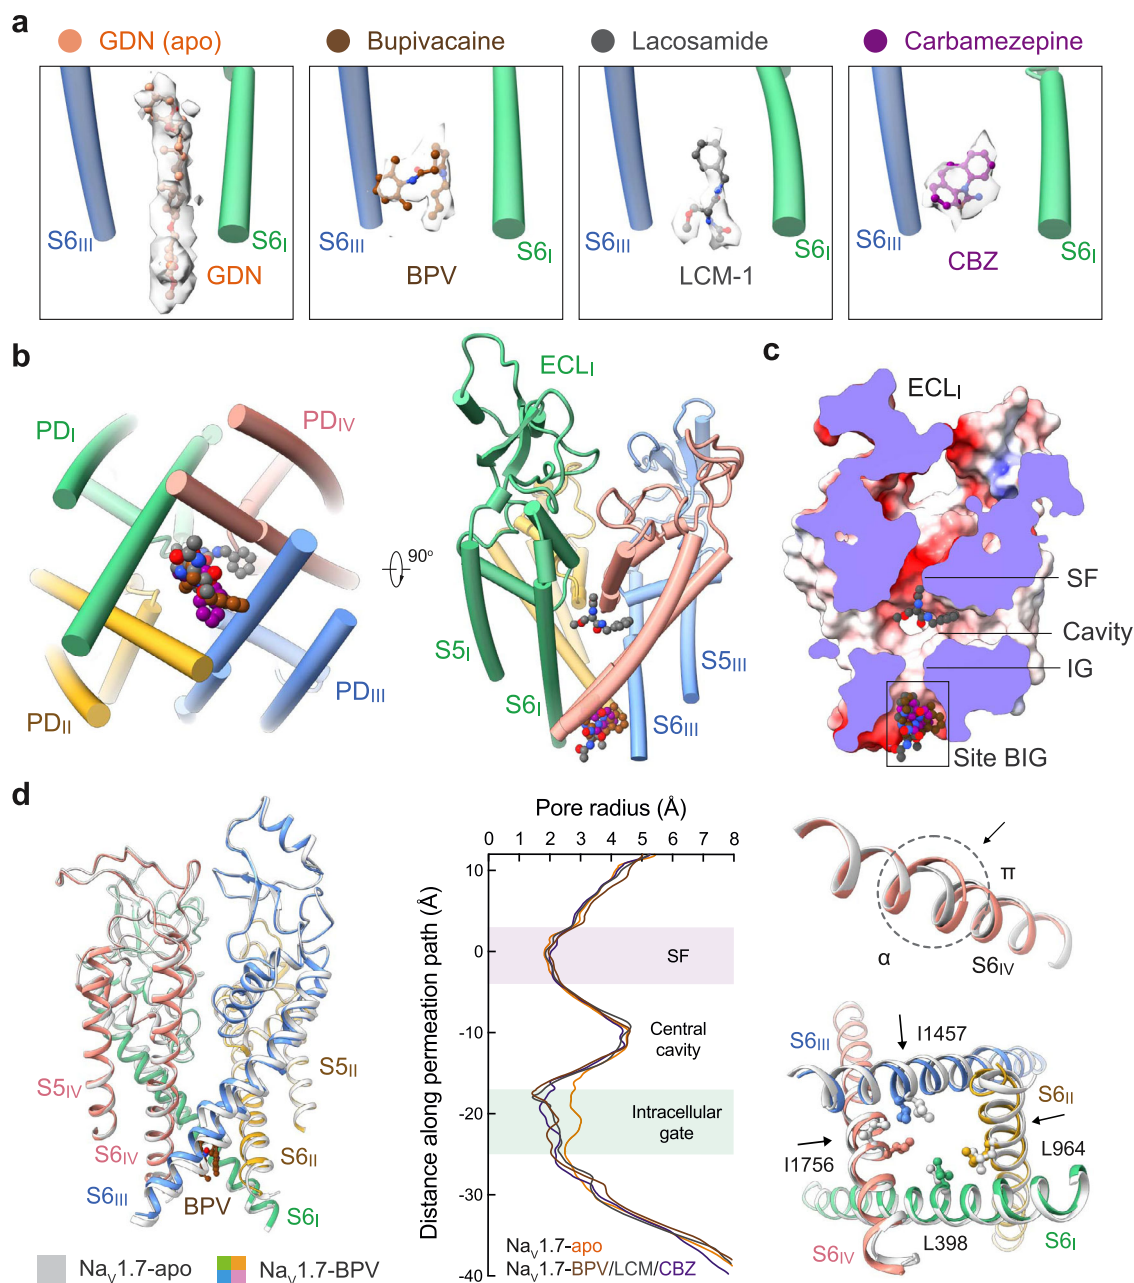 a
GDN (apo) Bupivacaine Lacosamide Carbamezepine
S6III S6I GDN
S6III S6I BPV
S6III S6I LCM-1
S6III S6I CBZ
b
PDI PDIV PDII PDIII
90°
ECLI
S5I S6I S5III S6III
c
ECLI
SF
Cavity
IG
Site BIG
d
S5IV S6IV S6III BPV S5II S6II S6I
NaV1.7-apo NaV1.7-BPV
Pore radius (Å)
0 1 2 3 4 5 6 7 8
Distance along permeation path (Å)
10
0
-10
-20
-30
-40
SF
Central
cavity
Intracellular
gate
NaV1.7-apo
NaV1.7-BPV/LCM/CBZ
π
α
S6IV
S6III I1457
S6II
I1756 L964
L398 S6I
S6IV